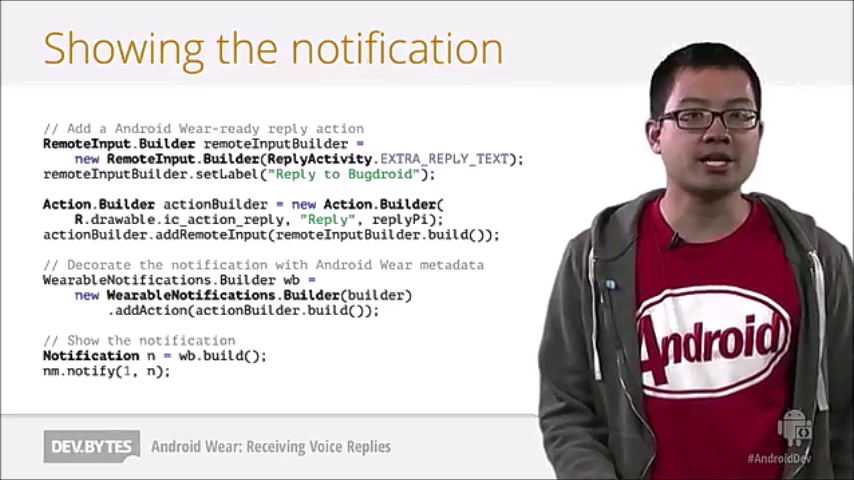 Showing the notification
// Add a Android Wear-ready reply action
RemoteInput.Builder remoteInputBuilder =
new RemoteInput.Builder(ReplyActivity.EXTRA_REPLY_TEXT);
remoteInputBuilder.setLabel("Reply to Bugdroid");
Action.Builder actionBuilder = new Action.Builder(
R.drawable.ic_action_reply, "Reply", replyPi);
actionBuilder.addRemoteInput(remoteInputBuilder.build());
// Decorate the notification with Android Wear metadata
WearableNotifications.Builder wb =
new WearableNotifications.Builder(builder)
.addAction(actionBuilder.build());
// Show the notification
Notification n = wb.build();
nm.notify(1, n);
Android
DEV.BYTES
Android Wear: Receiving Voice Replies
#AndroidDev